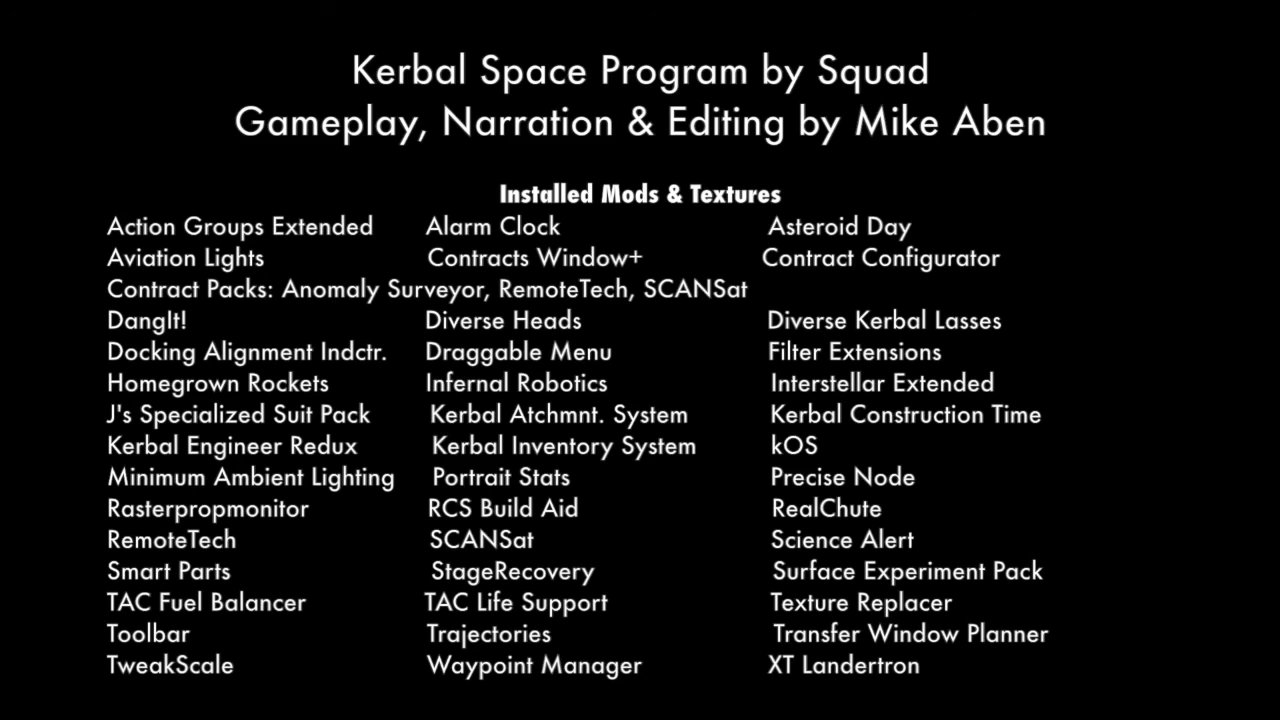 Kerbal Space Program by Squad
Gameplay, Narration & Editing by Mike Aben
Installed Mods & Textures
Action Groups Extended Alarm Clock Asteroid Day
Aviation Lights Contracts Window+ Contract Configurator
Contract Packs: Anomaly Surveyor, RemoteTech, SCANSat
DangIt! Diverse Heads Diverse Kerbal Lasses
Docking Alignment Indctr. Draggable Menu Filter Extensions
Homegrown Rockets Infernal Robotics Interstellar Extended
J's Specialized Suit Pack Kerbal Atchmnt. System Kerbal Construction Time
Kerbal Engineer Redux Kerbal Inventory System kOS
Minimum Ambient Lighting Portrait Stats Precise Node
Rasterpropmonitor RCS Build Aid RealChute
RemoteTech SCANSat Science Alert
Smart Parts StageRecovery Surface Experiment Pack
TAC Fuel Balancer TAC Life Support Texture Replacer
Toolbar Trajectories Transfer Window Planner
TweakScale Waypoint Manager XT Landertron